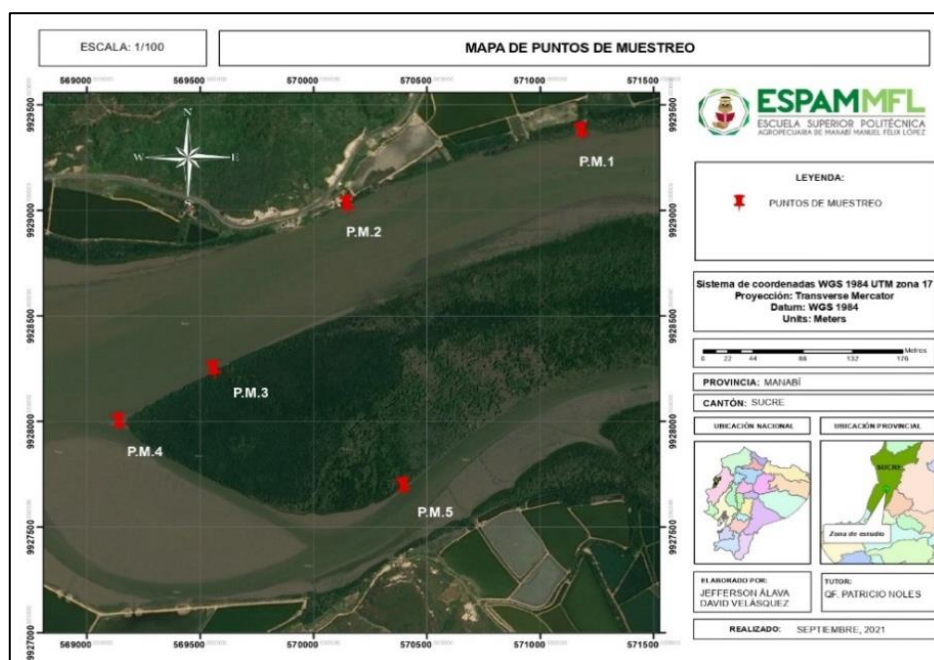 ESCALA: 1/100
MAPA DE PUNTOS DE MUESTREO
569000 569500 570000 570500 571000 571500
9929500
9929000
9928500
9928000
9927500
9927000
9929500
9929000
9928500
9928000
9927500
9927000
N
W E
S
P.M.1
P.M.2
P.M.3
P.M.4
P.M.5
569000 569500 570000 570500 571000 571500
ESPAMMFL
ESCUELA SUPERIOR POLITÉCNICA
AGROPECUARIA DE MANABÍ MANUEL FÉLIX LÓPEZ
LEYENDA:
PUNTOS DE MUESTREO
Sistema de coordenadas WGS 1984 UTM zona 17
Proyección: Transverse Mercator
Datum: WGS 1984
Units: Meters
Metros
0 22 44 88 132 176
PROVINCIA: MANABÍ
CANTÓN: SUCRE
UBICACIÓN NACIONAL
UBICACIÓN PROVINCIAL
SUCRE
Zona de estudio
ELABORADO POR:
JEFFERSON ÁLAVA
DAVID VELÁSQUEZ
TUTOR:
QF. PATRICIO NOLES
REALIZADO: SEPTIEMBRE, 2021